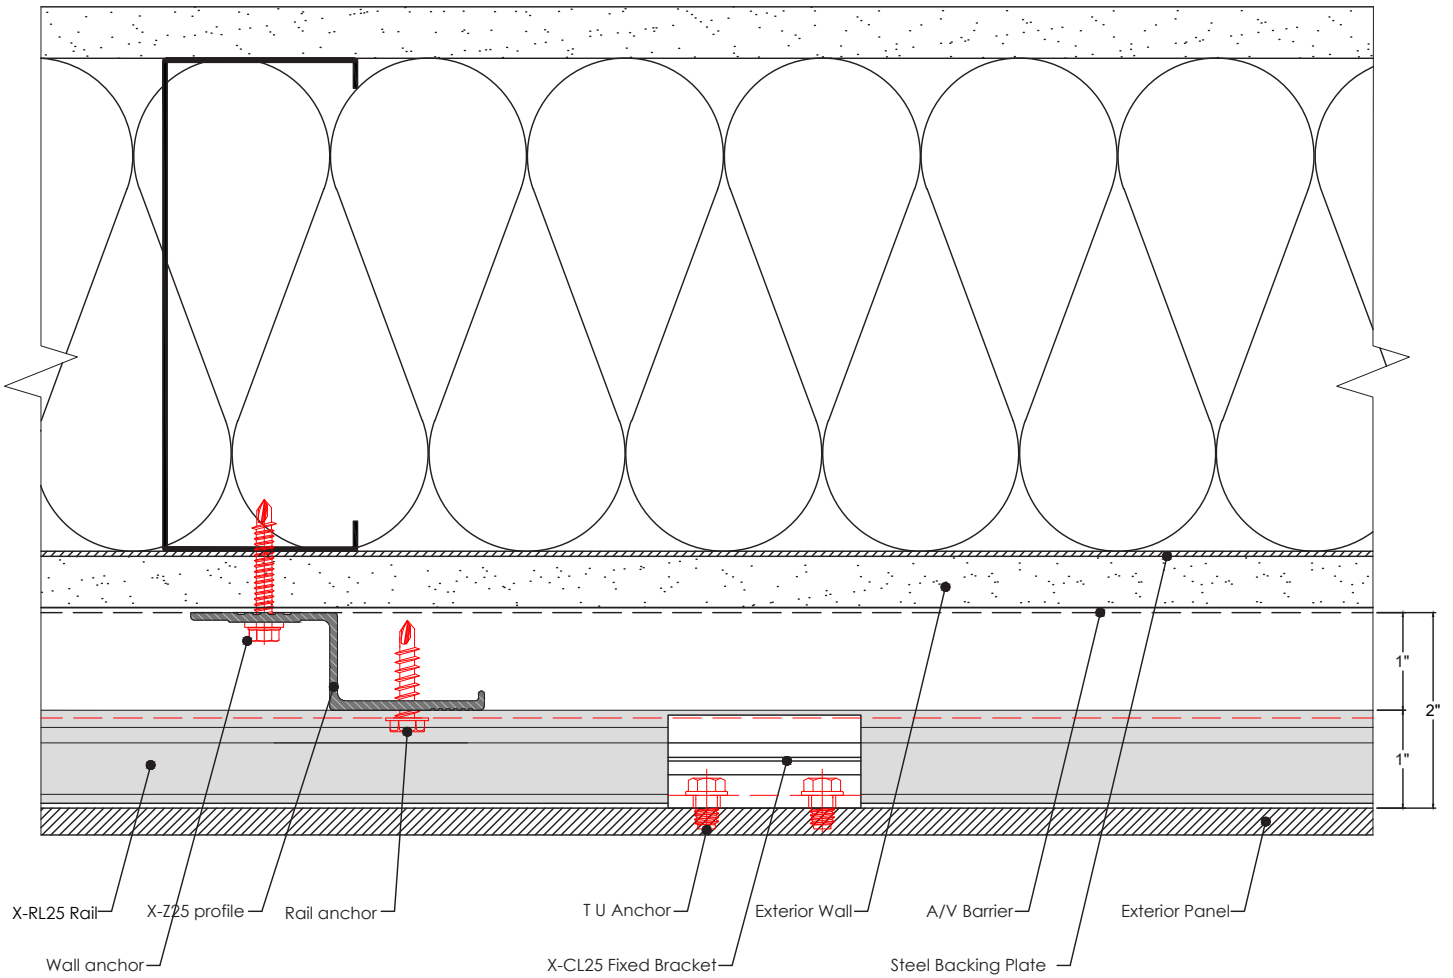 1"
2"
1"
X-RL25 Rail
X-Z25 profile
Rail anchor
T U Anchor
Exterior Wall
A/V Barrier
Exterior Panel
Wall anchor
X-CL25 Fixed Bracket
Steel Backing Plate